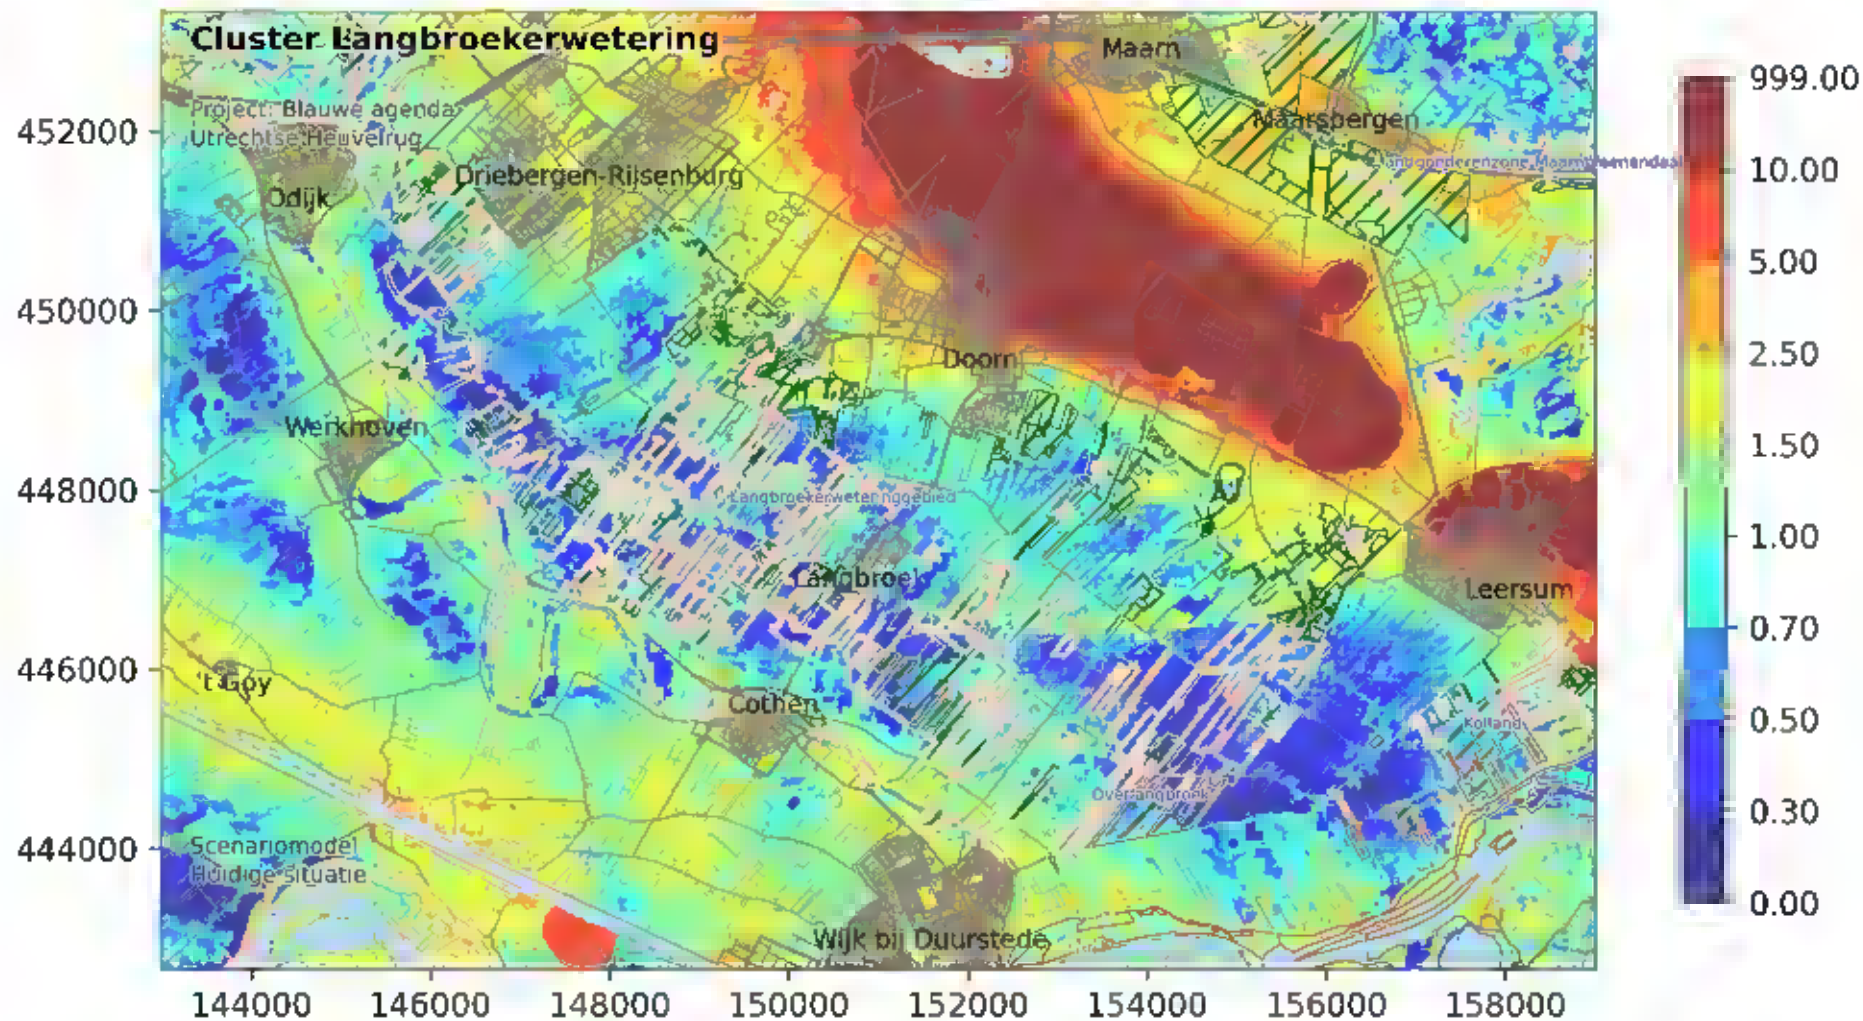 Cluster Langbroekerwetering
Maarn
Project: Blauwe agenda
Utrechtse Heuvelrug
Maarsbergen
Driebergen-Rijsenburg
Odijk
Doorn
Werkhoven
Langbroekerweteringgebied
Langbroek
Leersum
't Goy
Cothen
Kolland
Overlangbroek
Scenariomodel
Huidige situatie
Wijk bij Duurstede
452000
450000
448000
446000
444000
144000 146000 148000 150000 152000 154000 156000 158000
999.00
10.00
5.00
2.50
1.50
1.00
0.70
0.50
0.30
0.00